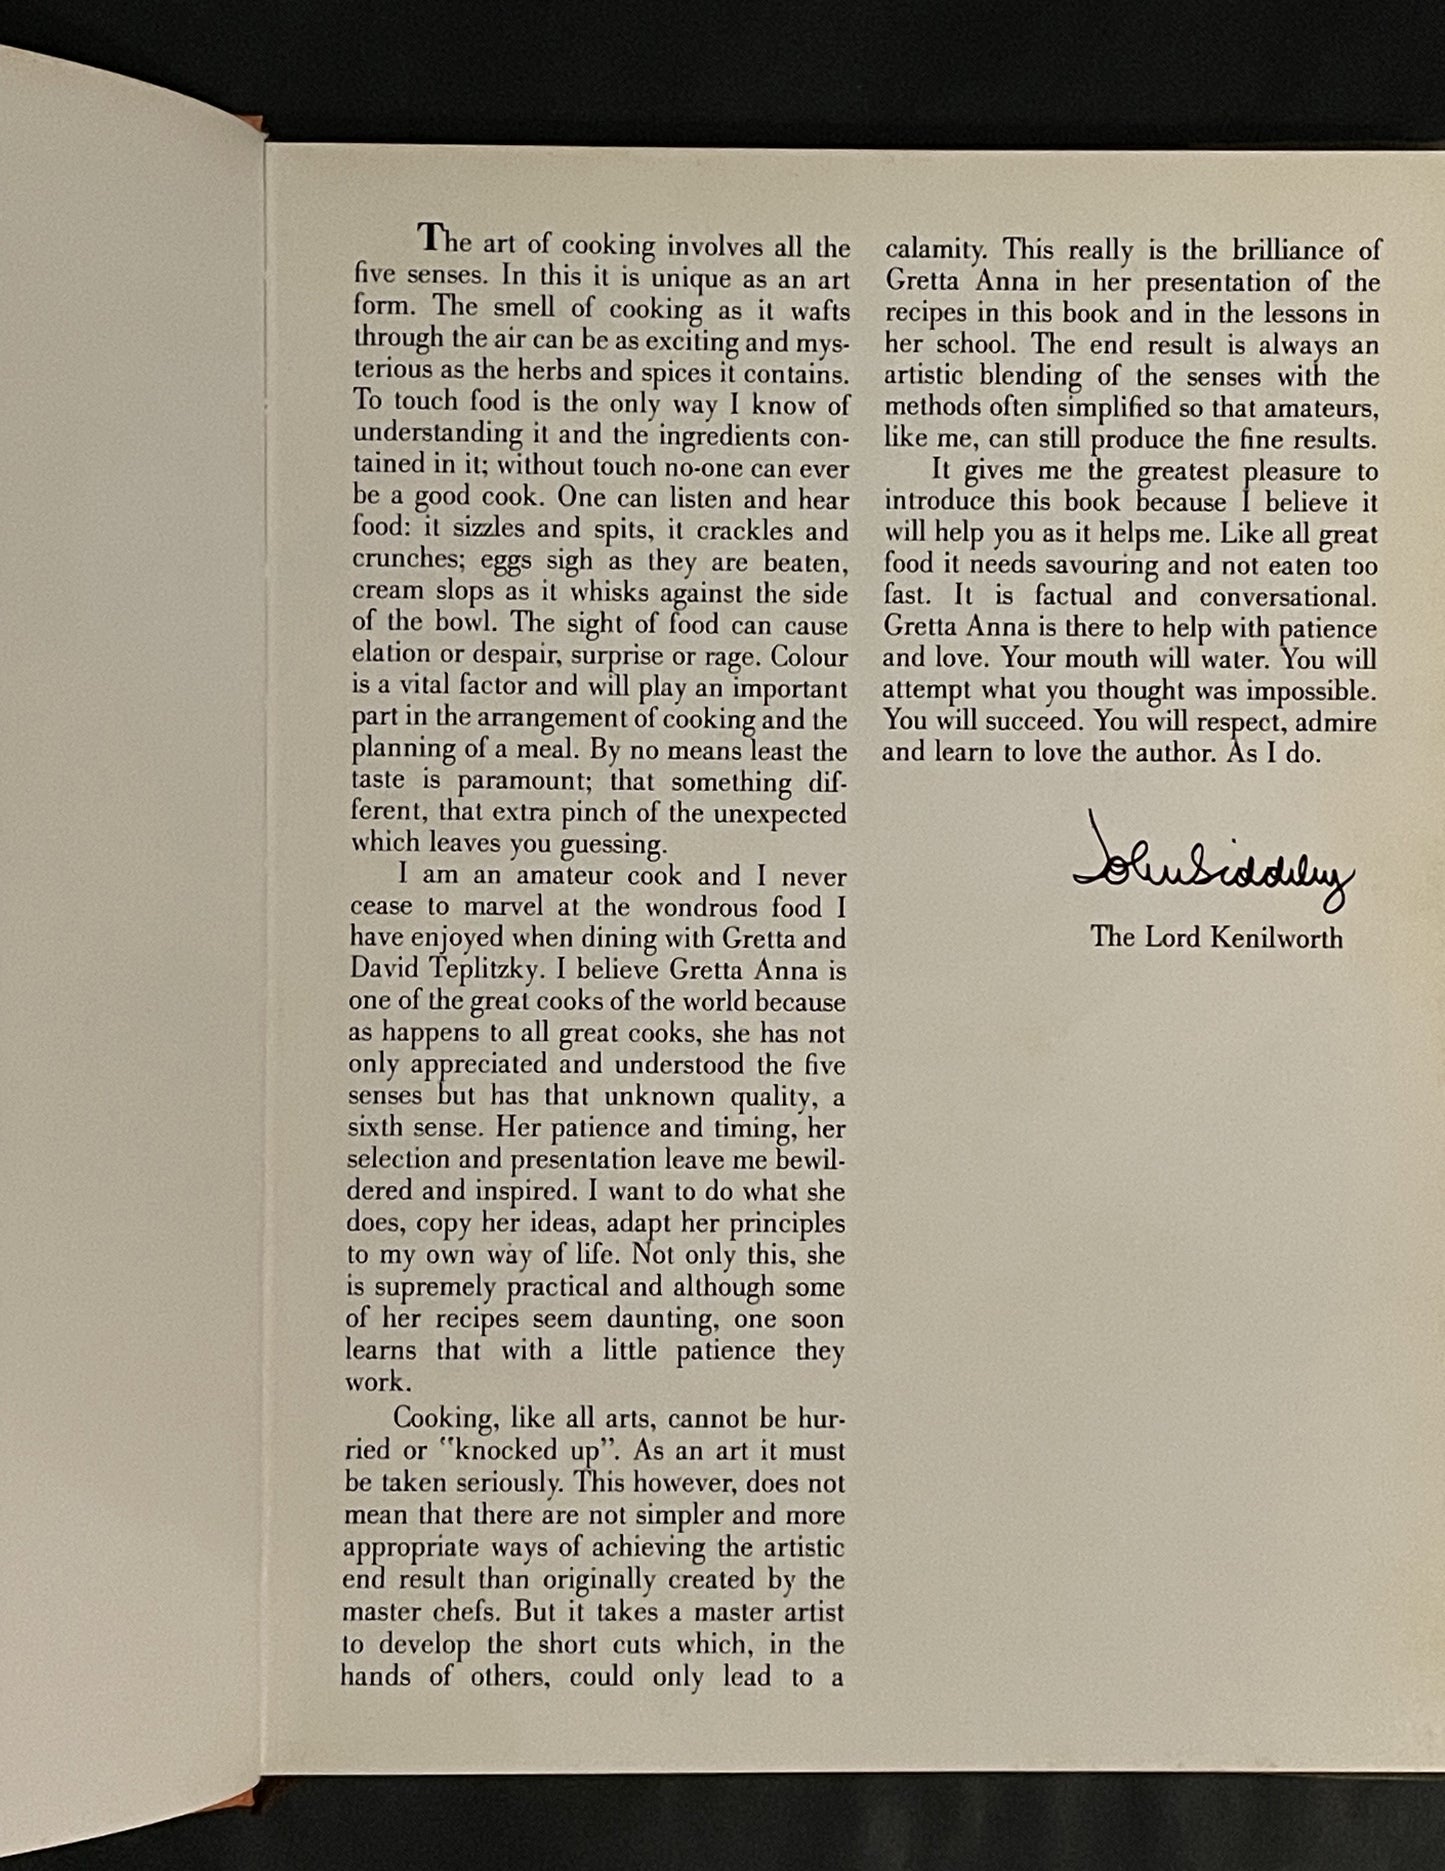 The art of cooking involves all the
five senses. In this it is unique as an art
form. The smell of cooking as it wafts
through the air can be as exciting and mys-
terious as the herbs and spices it contains.
To touch food is the only way I know of
understanding it and the ingredients con-
tained in it; without touch no-one can ever
be a good cook. One can listen and hear
food: it sizzles and spits, it crackles and
crunches; eggs sigh as they are beaten,
cream slops as it whisks against the side
of the bowl. The sight of food can cause
elation or despair, surprise or rage. Colour
is a vital factor and will play an important
part in the arrangement of cooking and the
planning of a meal. By no means least the
taste is paramount; that something dif-
ferent, that extra pinch of the unexpected
which leaves you guessing.
I am an amateur cook and I never
cease to marvel at the wondrous food I
have enjoyed when dining with Gretta and
David Teplitzky. I believe Gretta Anna is
one of the great cooks of the world because
as happens to all great cooks, she has not
only appreciated and understood the five
senses but has that unknown quality, a
sixth sense. Her patience and timing, her
selection and presentation leave me bewil-
dered and inspired. I want to do what she
does, copy her ideas, adapt her principles
to my own way of life. Not only this, she
is supremely practical and although some
of her recipes seem daunting, one soon
learns that with a little patience they
work.
Cooking, like all arts, cannot be hur-
ried or "knocked up". As an art it must
be taken seriously. This however, does not
mean that there are not simpler and more
appropriate ways of achieving the artistic
end result than originally created by the
master chefs. But it takes a master artist
to develop the short cuts which, in the
hands of others, could only lead to a
calamity. This really is the brilliance of
Gretta Anna in her presentation of the
recipes in this book and in the lessons in
her school. The end result is always an
artistic blending of the senses with the
methods often simplified so that amateurs,
like me, can still produce the fine results.
It gives me the greatest pleasure to
introduce this book because I believe it
will help you as it helps me. Like all great
food it needs savouring and not eaten too
fast. It is factual and conversational.
Gretta Anna is there to help with patience
and love. Your mouth will water. You will
attempt what you thought was impossible.
You will succeed. You will respect, admire
and learn to love the author. As I do.
John Siddeley
The Lord Kenilworth